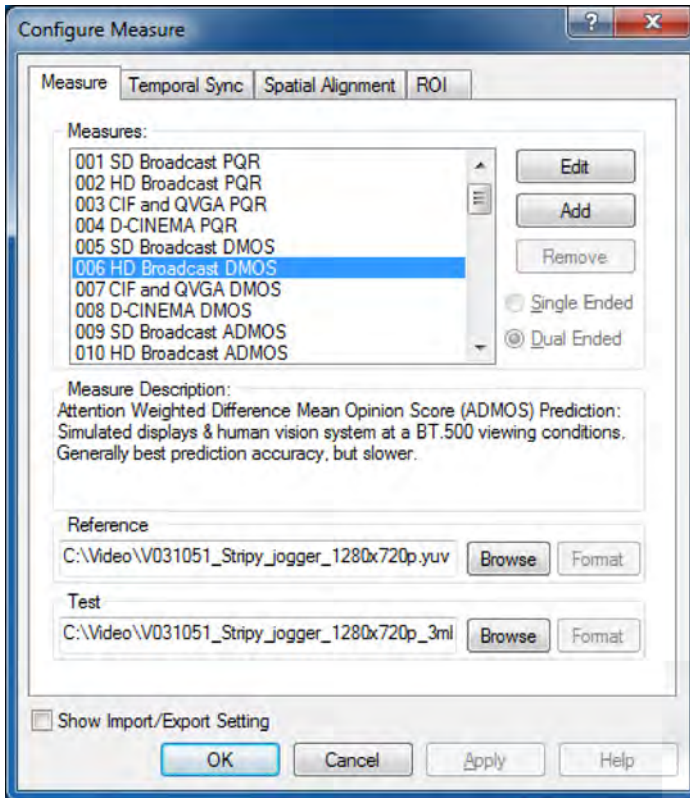 Configure Measure
Measure Temporal Sync Spatial Alignment ROI
Measures:
001 SD Broadcast PQR
002 HD Broadcast PQR
003 CIF and QVGA PQR
004 D-CINEMA PQR
005 SD Broadcast DMOS
006 HD Broadcast DMOS
007 CIF and QVGA DMOS
008 D-CINEMA DMOS
009 SD Broadcast ADMOS
010 HD Broadcast ADMOS
Edit
Add
Remove
Single Ended
Dual Ended
Measure Description:
Attention Weighted Difference Mean Opinion Score (ADMOS) Prediction:
Simulated displays & human vision system at a BT.500 viewing conditions.
Generally best prediction accuracy, but slower.
Reference
C:\Video\V031051_Stripy_jogger_1280x720p.yuv Browse Format
Test
C:\Video\V031051_Stripy_jogger_1280x720p_3ml Browse Format
Show Import/Export Setting
OK Cancel Apply Help